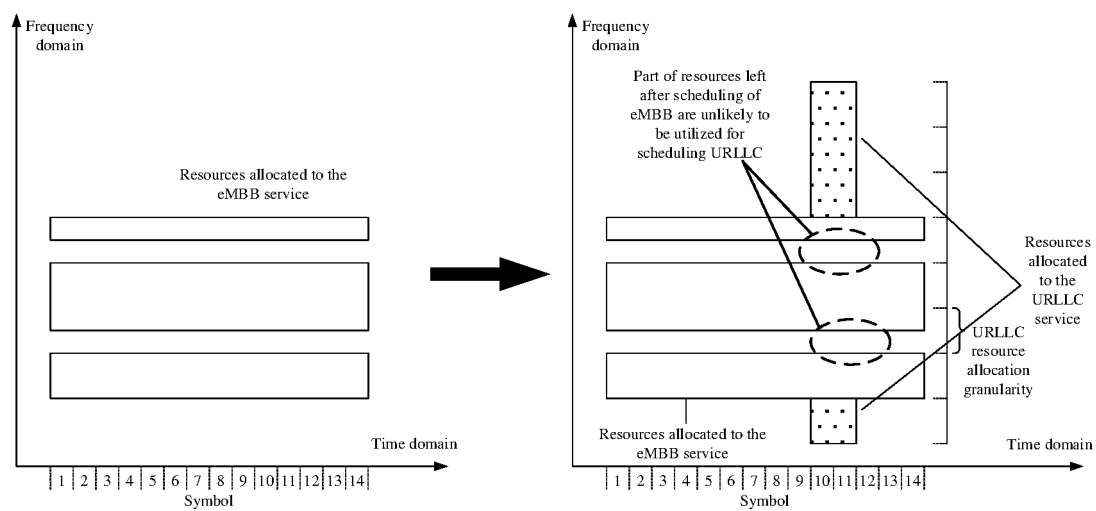 Frequency
domain
Resources allocated to the
eMBB service
Time domain
1 2 3 4 5 6 7 8 9 10 11 12 13 14
Symbol
Frequency
domain
Part of resources left
after scheduling of
eMBB are unlikely to
be utilized for
scheduling URLLC
Resources
allocated
to the
URLLC
service
URLLC
resource
allocation
granularity
Resources allocated to the
eMBB service
Time domain
1 2 3 4 5 6 7 8 9 10 11 12 13 14
Symbol